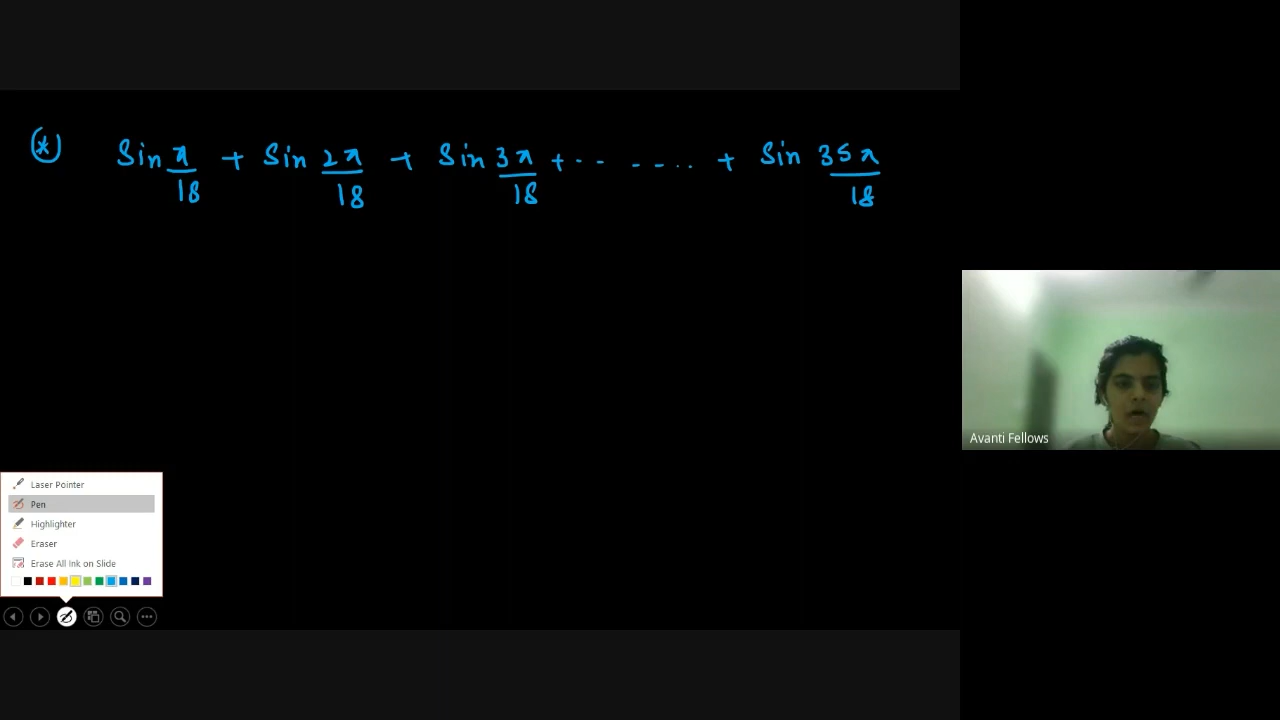 (*) Sin π/18 + Sin 2π/18 + Sin 3π/18 + ·· ···· + Sin 35π/18
Avanti Fellows
Laser Pointer
Pen
Highlighter
Eraser
Erase All Ink on Slide